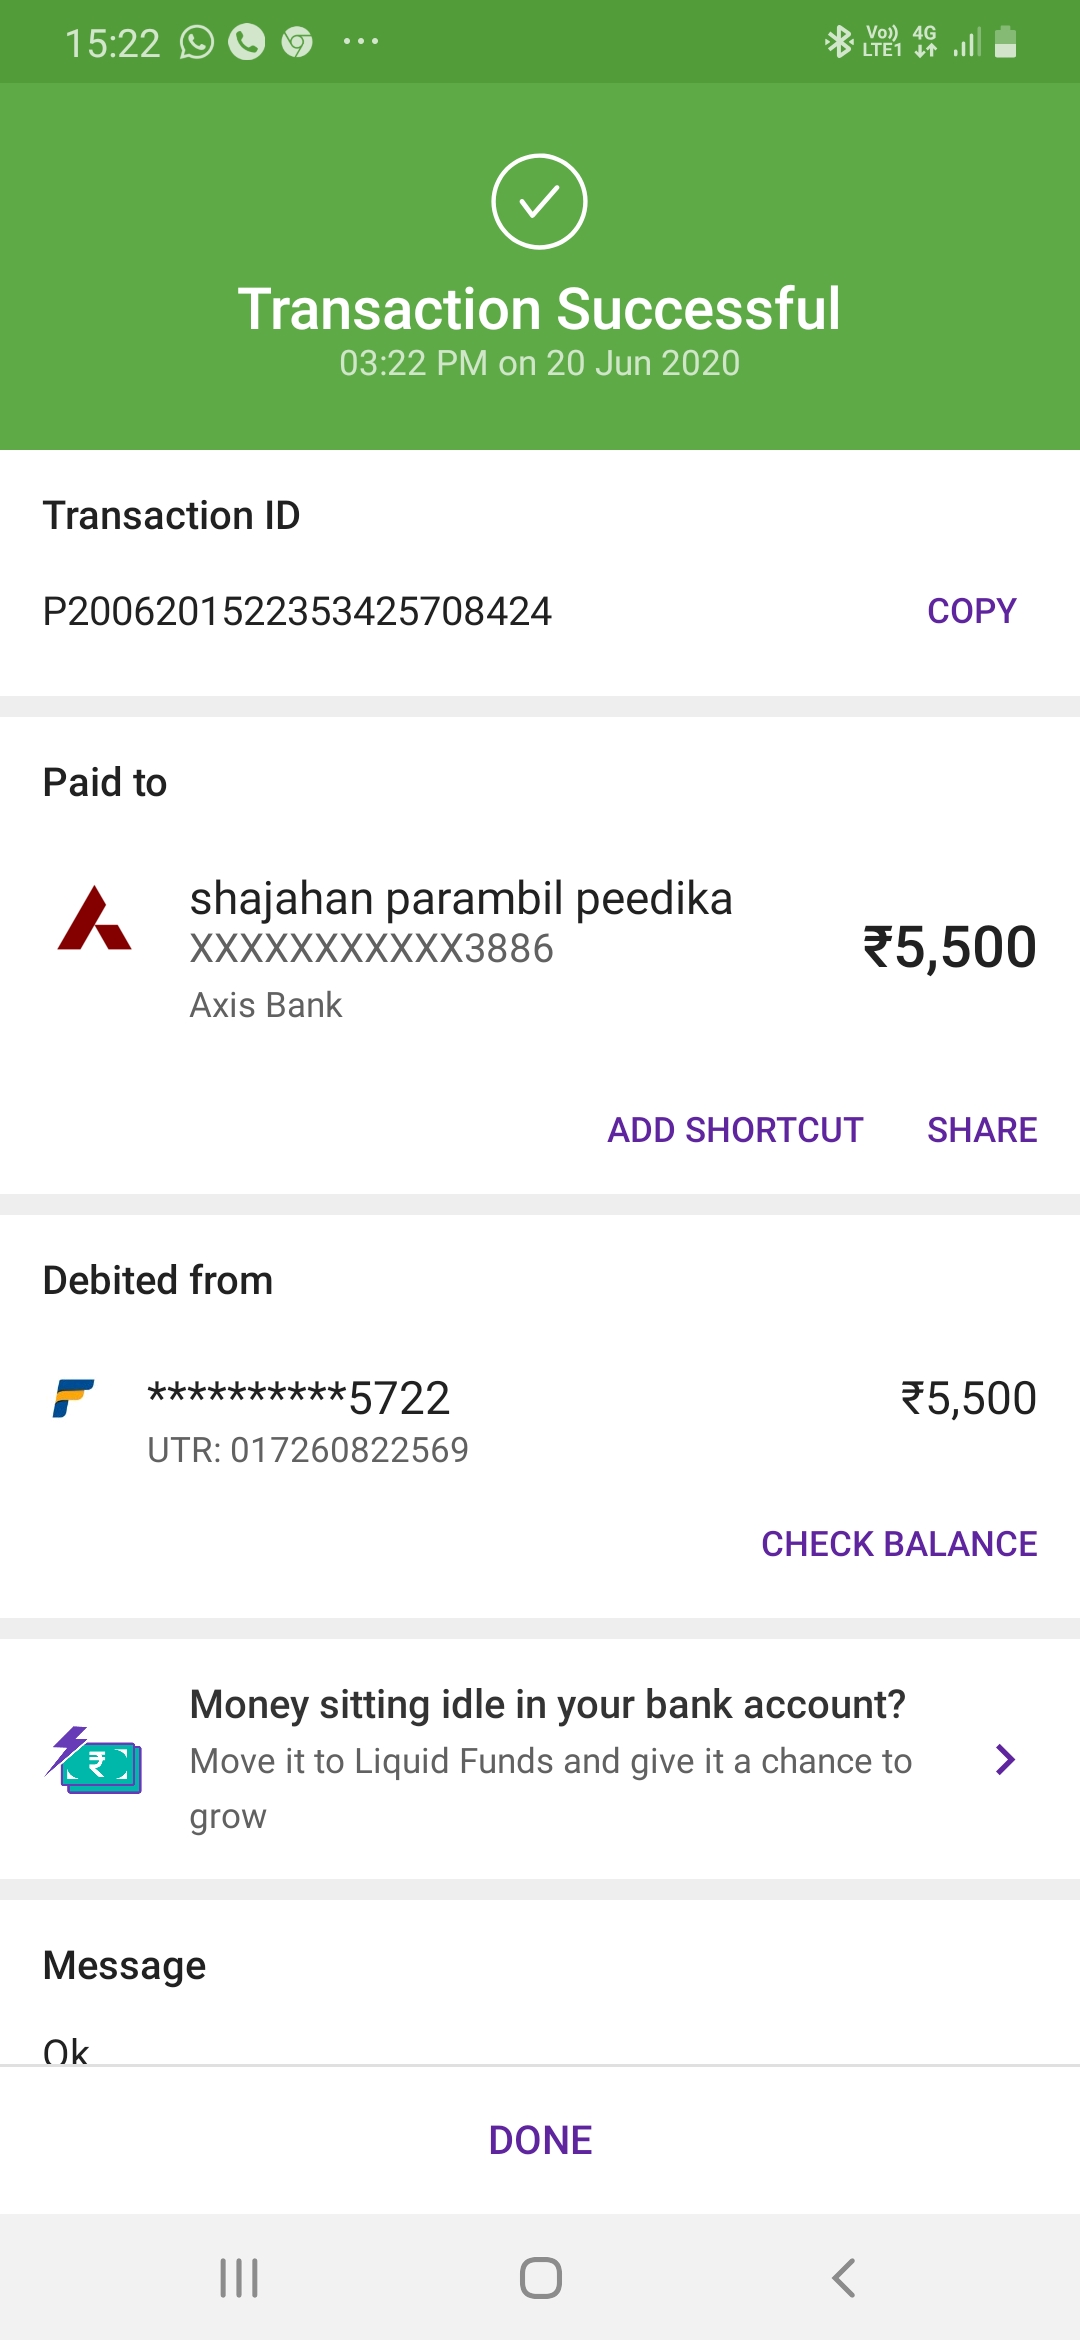 15:22 Vo)) 4G
LTE1
Transaction Successful
03:22 PM on 20 Jun 2020
Transaction ID
P2006201522353425708424 COPY
Paid to
shajahan parambil peedika
XXXXXXXXXXX3886 ₹5,500
Axis Bank
ADD SHORTCUT SHARE
Debited from
**********5722 ₹5,500
UTR: 017260822569
CHECK BALANCE
Money sitting idle in your bank account?
Move it to Liquid Funds and give it a chance to
grow
Message
Ok
DONE